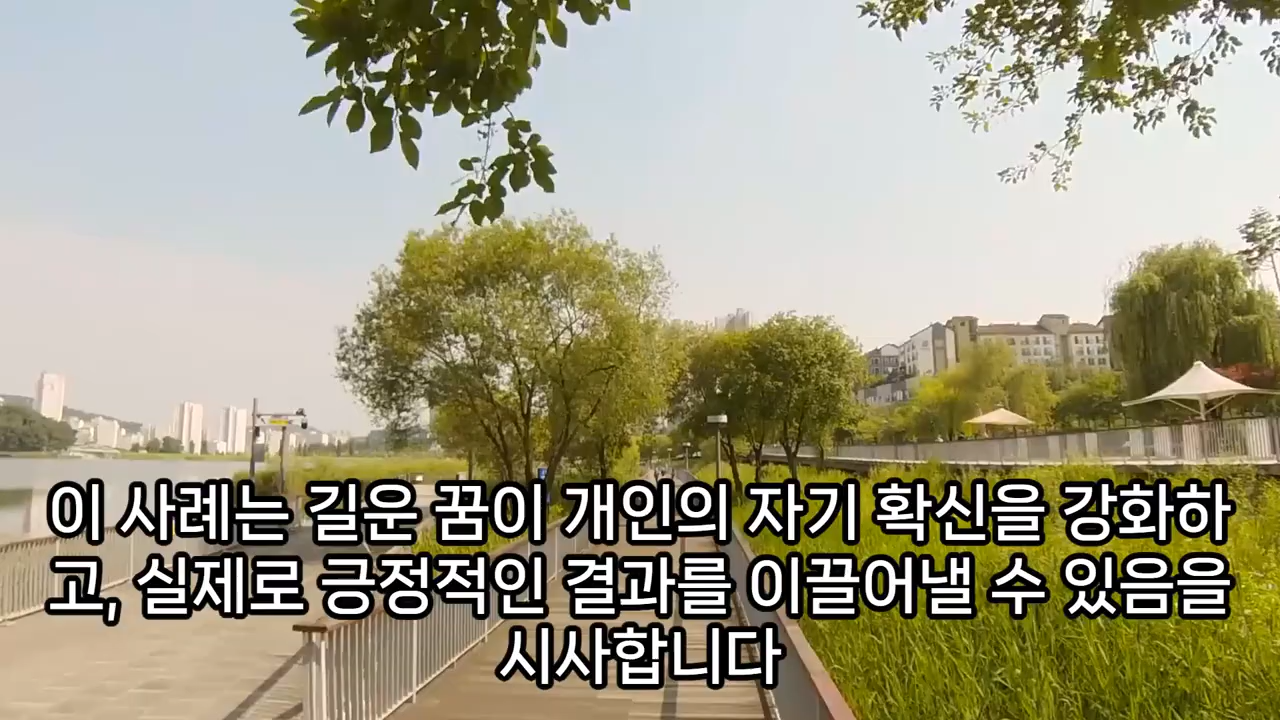 이 사례는 길운 꿈이 개인의 자기 확신을 강화하
고, 실제로 긍정적인 결과를 이끌어낼 수 있음을
시사합니다